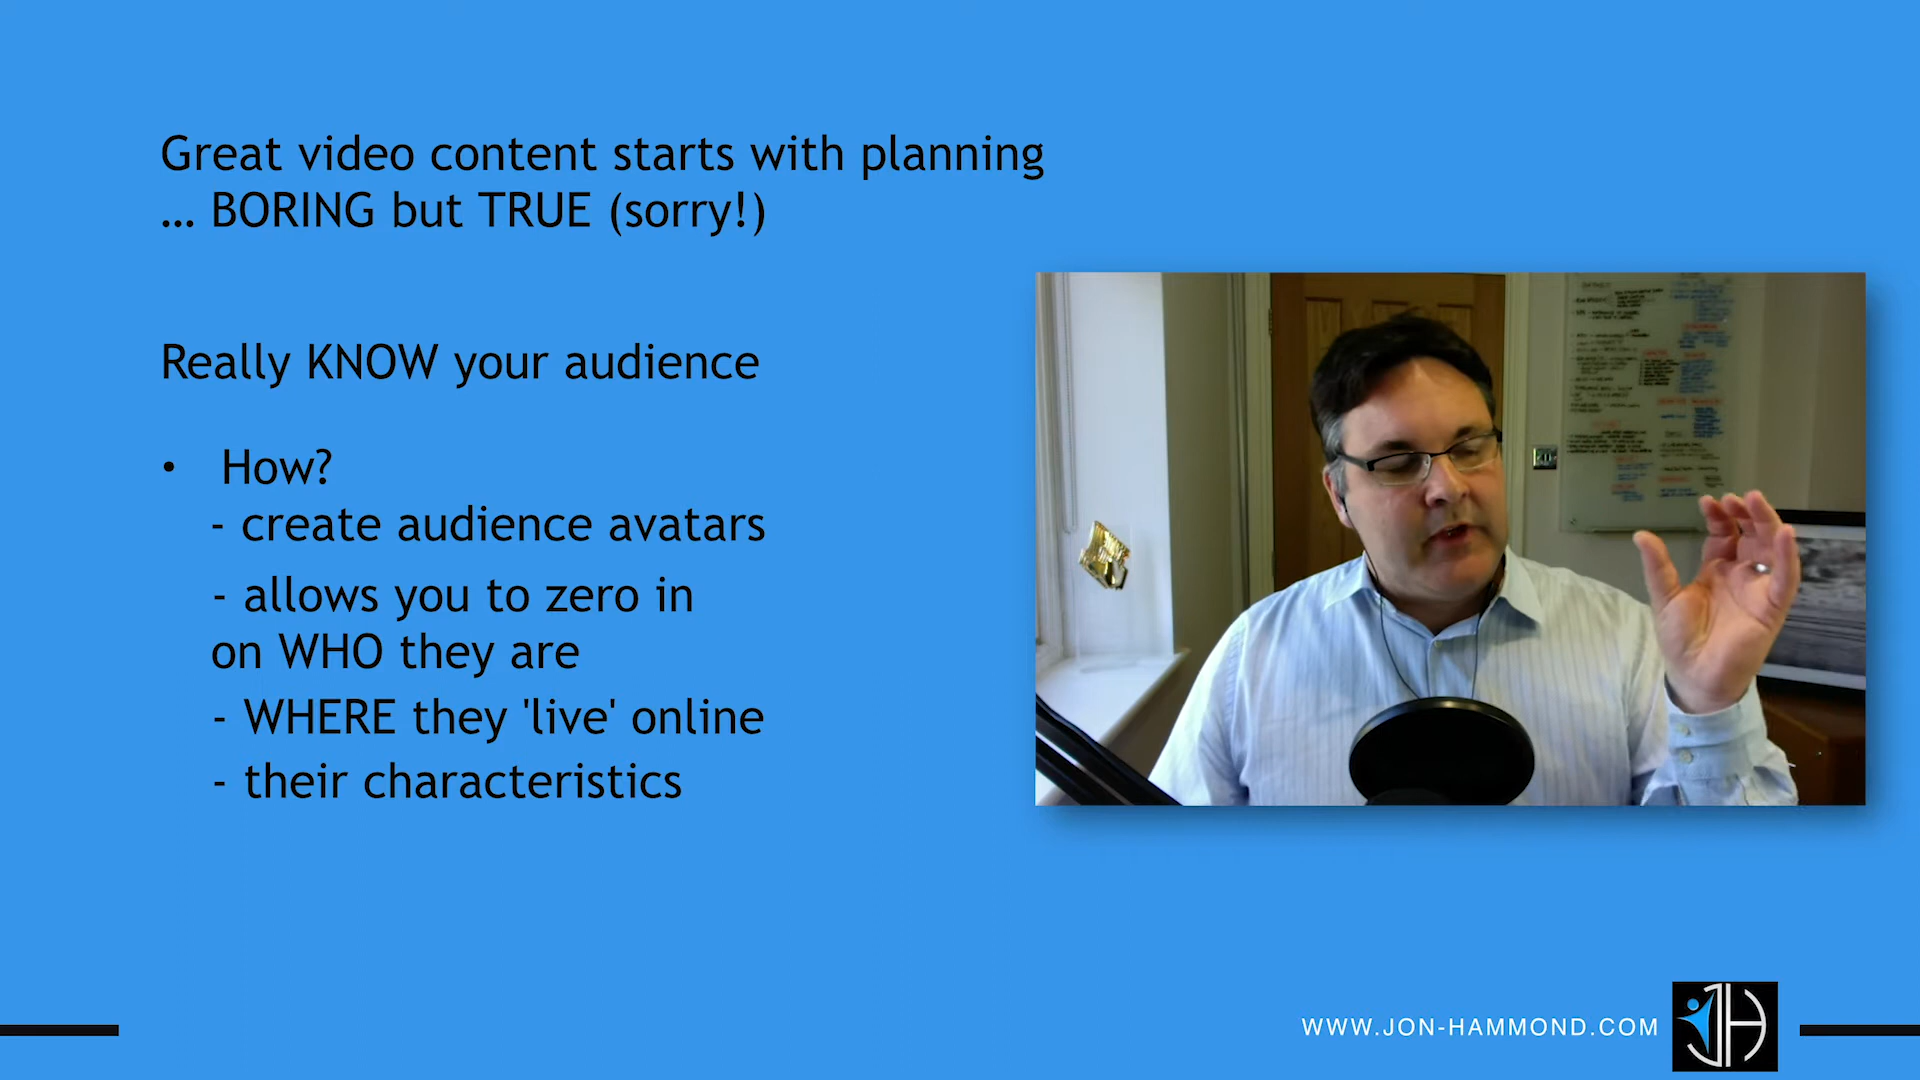 Great video content starts with planning
... BORING but TRUE (sorry!)
Really KNOW your audience
• How?
- create audience avatars
- allows you to zero in
on WHO they are
- WHERE they 'live' online
- their characteristics
WWW.JON-HAMMOND.COM
JH